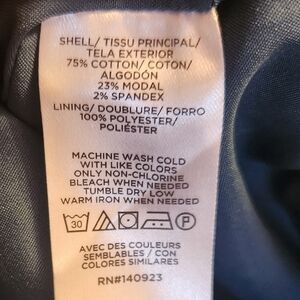 SHELL/ TISSU PRINCIPAL/
TELA EXTERIOR
75% COTTON/ COTON/
ALGODÓN
23% MODAL
2% SPANDEX
LINING/ DOUBLURE/ FORRO
100% POLYESTER/
POLIÉSTER
MACHINE WASH COLD
WITH LIKE COLORS
ONLY NON-CHLORINE
BLEACH WHEN NEEDED
TUMBLE DRY LOW
WARM IRON WHEN NEEDED
30 P
AVEC DES COULEURS
SEMBLABLES / CON
COLORES SIMILARES
RN#140923